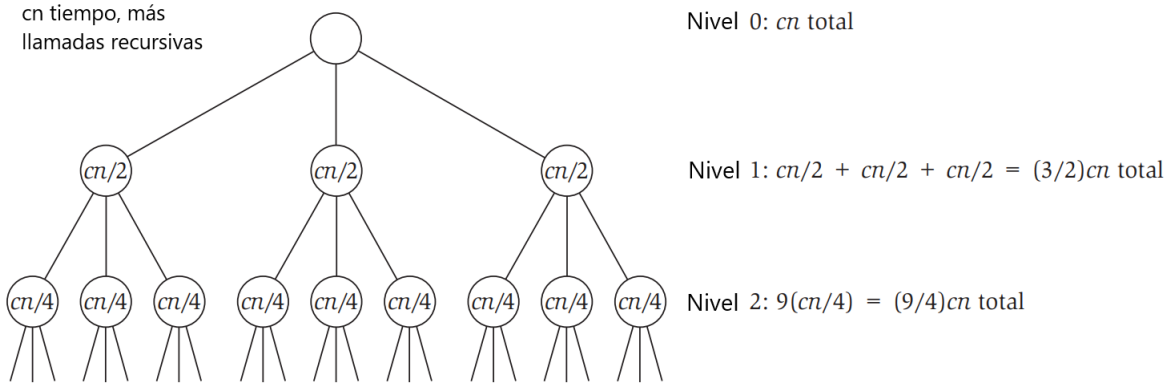 cn tiempo, más
llamadas recursivas
Nivel 0: cn total
cn/2 cn/2 cn/2
Nivel 1: cn/2 + cn/2 + cn/2 = (3/2)cn total
cn/4 cn/4 cn/4 cn/4 cn/4 cn/4 cn/4 cn/4 cn/4
Nivel 2: 9(cn/4) = (9/4)cn total